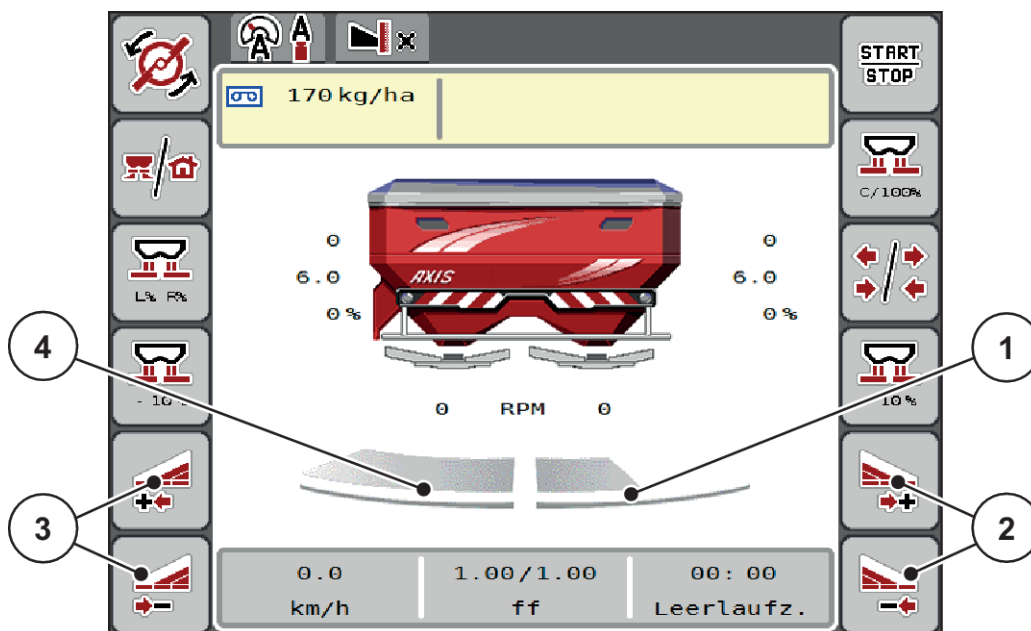 A A x
START
STOP
170 kg/ha
C/100%
0 0
6.0 AXIS 6.0
L% R%
0% 0%
4 1
- 10 %
10 %
0 RPM 0
3 2
0.0 1.00/1.00 00:00
km/h ff Leerlaufz.